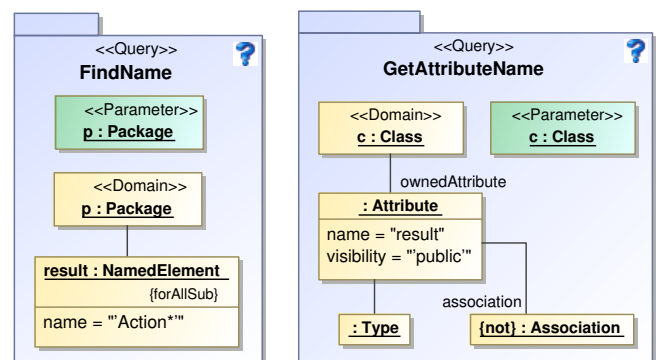 <<Query>>
FindName
<<Parameter>>
p : Package
<<Domain>>
p : Package
result : NamedElement
{forAllSub}
name = "'Action*'"
<<Query>>
GetAttributeName
<<Domain>>
c : Class
<<Parameter>>
c : Class
ownedAttribute
: Attribute
name = "result"
visibility = "'public'"
association
: Type
{not} : Association